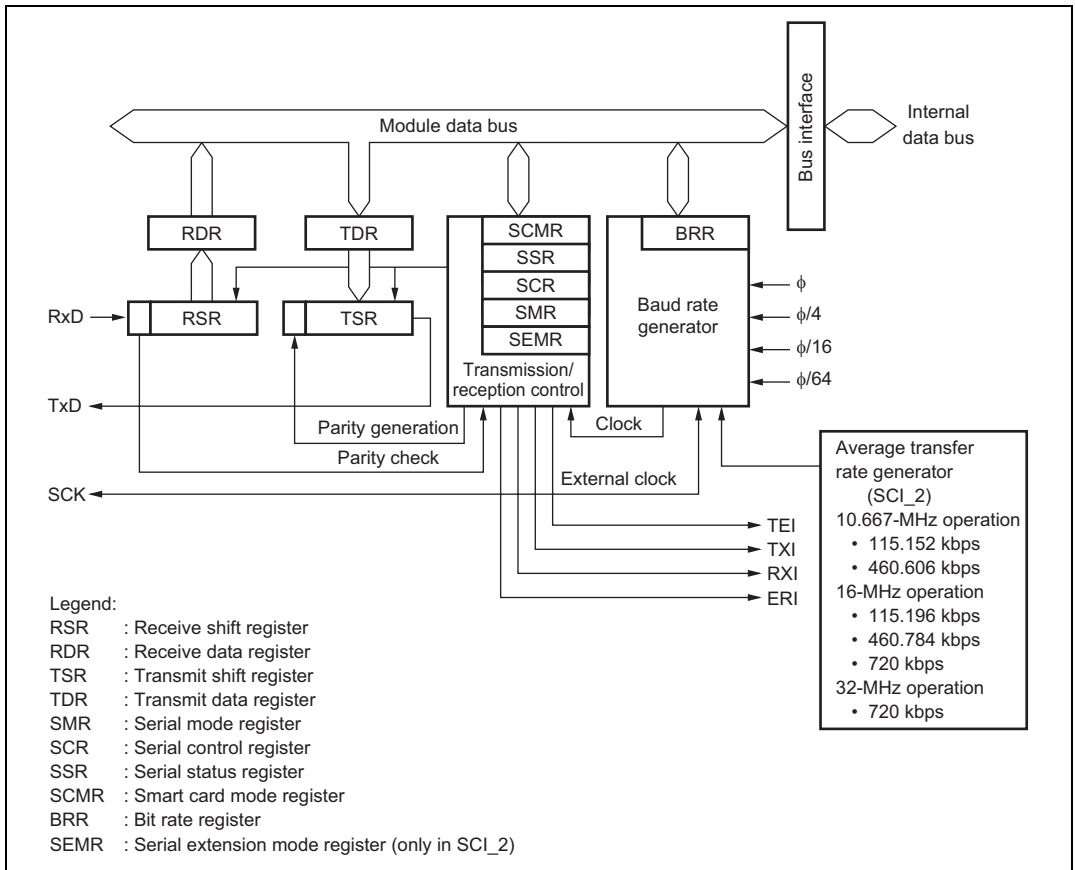 Module data bus
Bus interface
Internal
data bus
RDR
TDR
SCMR
SSR
SCR
SMR
SEMR
Transmission/
reception control
BRR
Baud rate
generator
ϕ
ϕ/4
ϕ/16
ϕ/64
RxD
RSR
TSR
TxD
Parity generation
Parity check
Clock
External clock
SCK
TEI
TXI
RXI
ERI
Average transfer
rate generator
(SCI_2)
10.667-MHz operation
• 115.152 kbps
• 460.606 kbps
16-MHz operation
• 115.196 kbps
• 460.784 kbps
• 720 kbps
32-MHz operation
• 720 kbps
Legend:
RSR : Receive shift register
RDR : Receive data register
TSR : Transmit shift register
TDR : Transmit data register
SMR : Serial mode register
SCR : Serial control register
SSR : Serial status register
SCMR : Smart card mode register
BRR : Bit rate register
SEMR : Serial extension mode register (only in SCI_2)